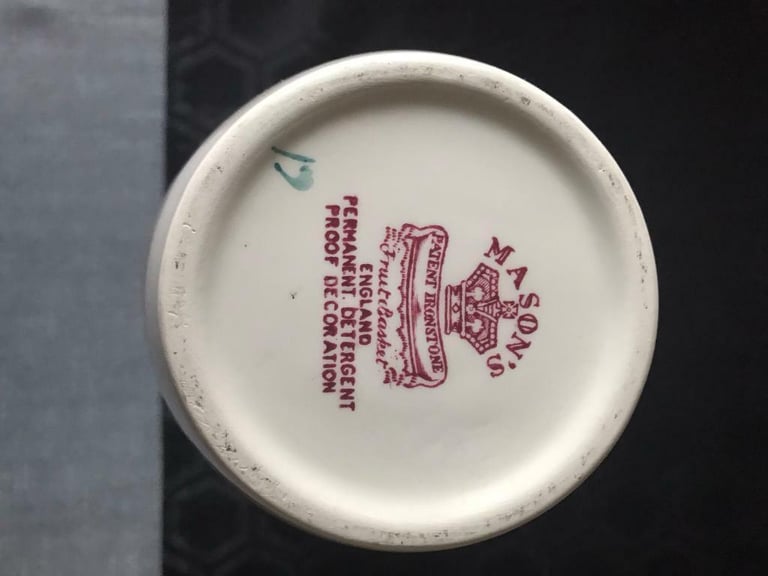 MASON'S
PATENT IRONSTONE
Fruit Basket
ENGLAND
PERMANENT. DETERGENT
PROOF DECORATION